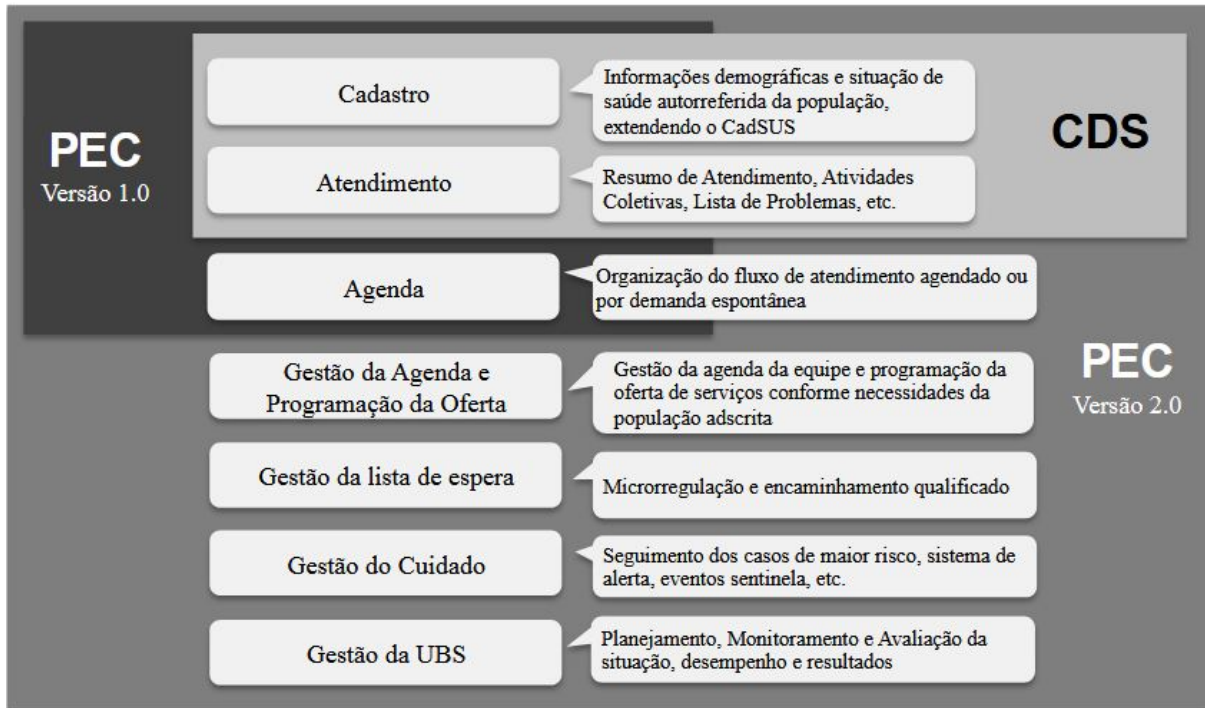 PEC
Versão 1.0
CDS
Cadastro
Informações demográficas e situação de
saúde autorreferida da população,
extendendo o CadSUS
Atendimento
Resumo de Atendimento, Atividades
Coletivas, Lista de Problemas, etc.
Agenda
Organização do fluxo de atendimento agendado ou
por demanda espontânea
PEC
Versão 2.0
Gestão da Agenda e
Programação da Oferta
Gestão da agenda da equipe e programação da
oferta de serviços conforme necessidades da
população adscrita
Gestão da lista de espera
Microrregulação e encaminhamento qualificado
Gestão do Cuidado
Seguimento dos casos de maior risco, sistema de
alerta, eventos sentinela, etc.
Gestão da UBS
Planejamento, Monitoramento e Avaliação da
situação, desempenho e resultados